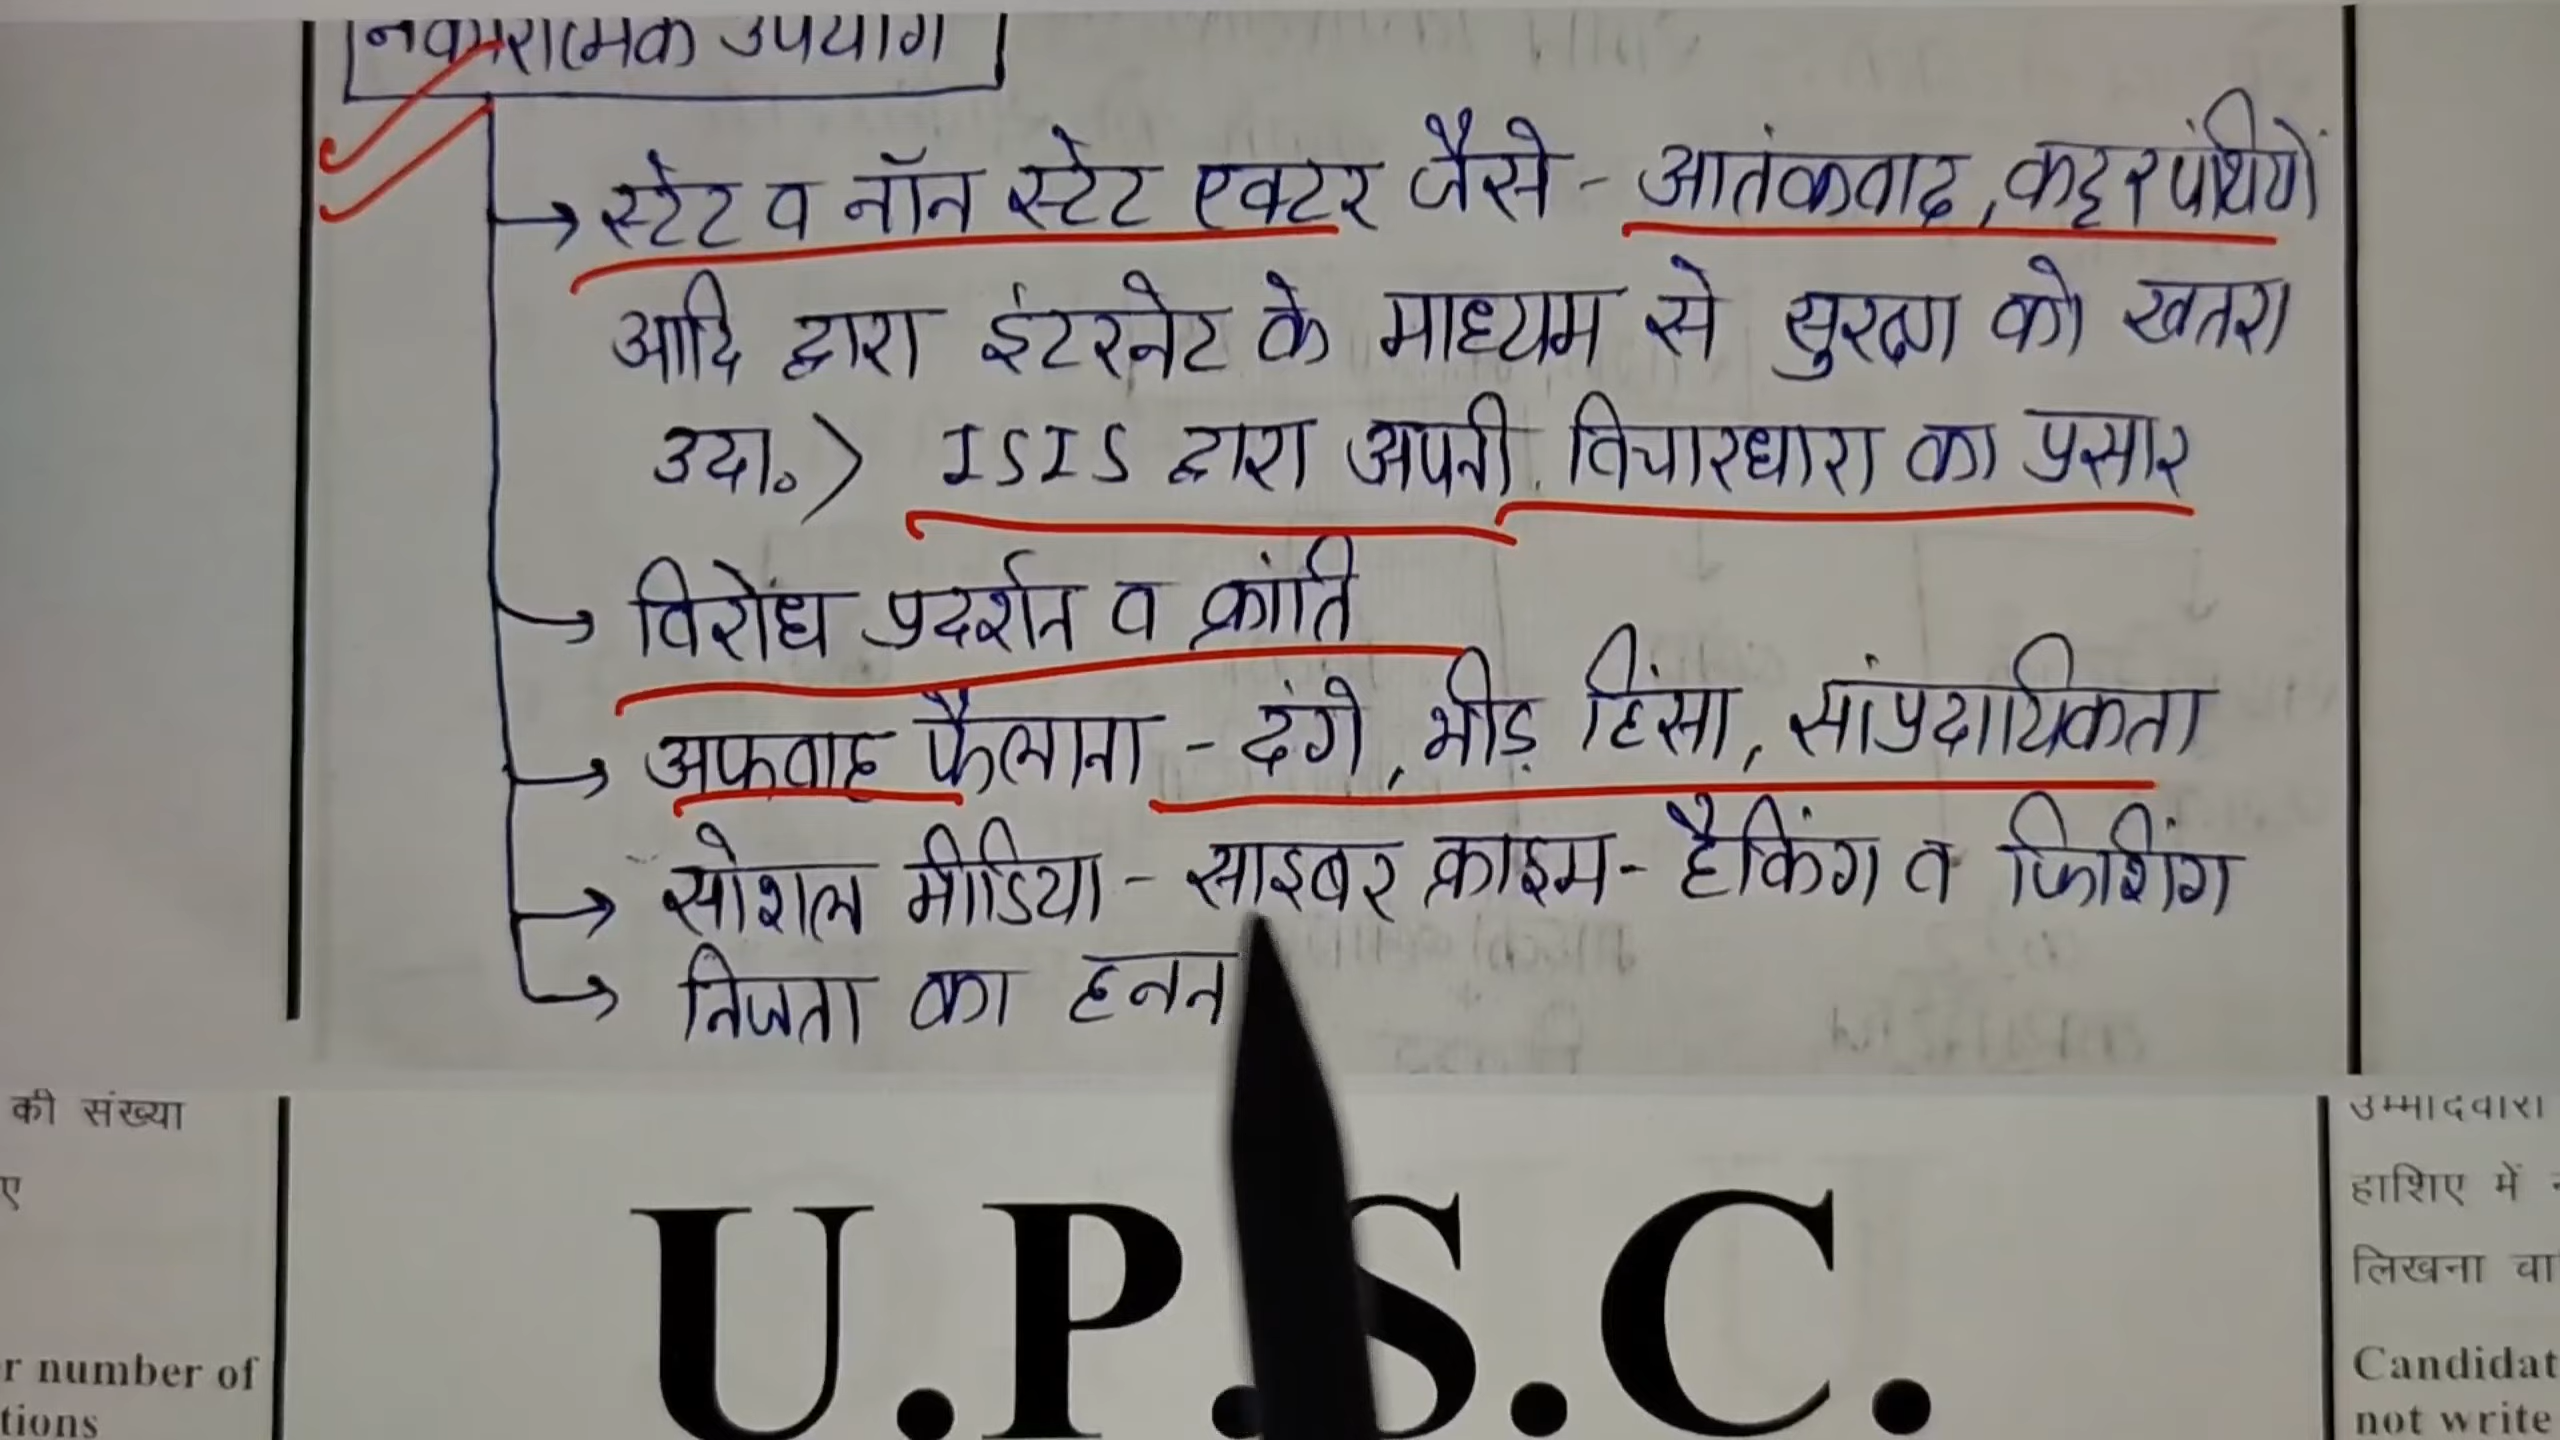 नकारात्मक उपयोग
→ स्टेट व नॉन स्टेट एक्टर जैसे - आतंकवाद, कट्टरपंथियों
आदि द्वारा इंटरनेट के माध्यम से सुरक्षा को खतरा
उदा.> ISIS द्वारा अपनी विचारधारा का प्रसार
→ विरोध प्रदर्शन व क्रांति
→ अफवाह फैलाना - दंगे, भीड़ हिंसा, सांप्रदायिकता
→ सोशल मीडिया - साइबर क्राइम - हैकिंग व फिशिंग
→ निजता का हनन
की संख्या
ए
r number of
tions
U.P.S.C.
उम्मीदवारों
हाशिए में
लिखना चा
Candidat
not write